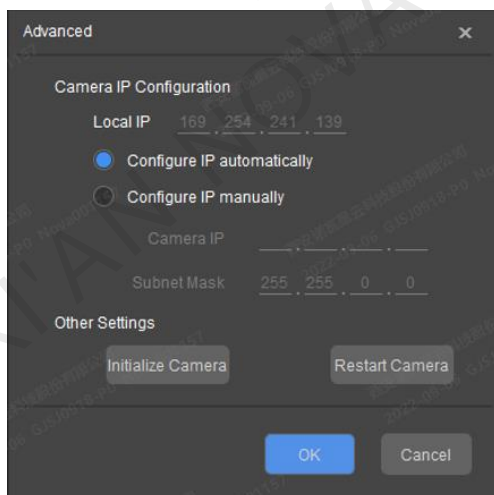 Advanced
Camera IP Configuration
Local IP 169 . 254 . 241 . 139
Configure IP automatically
Configure IP manually
Camera IP . . .
Subnet Mask 255 . 255 . 0 . 0
Other Settings
Initialize Camera Restart Camera
OK Cancel